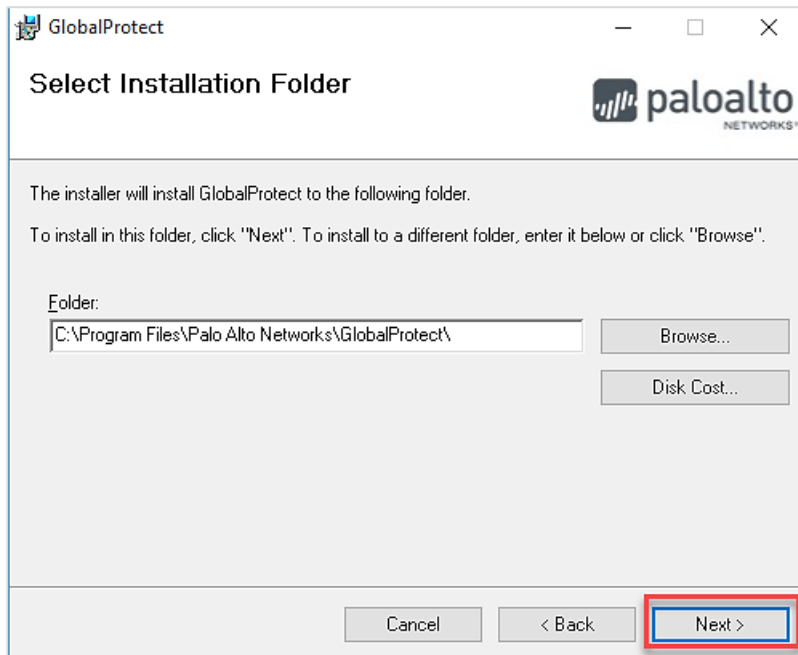 GlobalProtect
Select Installation Folder
paloalto
NETWORKS
The installer will install GlobalProtect to the following folder.
To install in this folder, click "Next". To install to a different folder, enter it below or click "Browse".
Folder:
C:\Program Files\Palo Alto Networks\GlobalProtect\
Browse...
Disk Cost...
Cancel
< Back
Next >